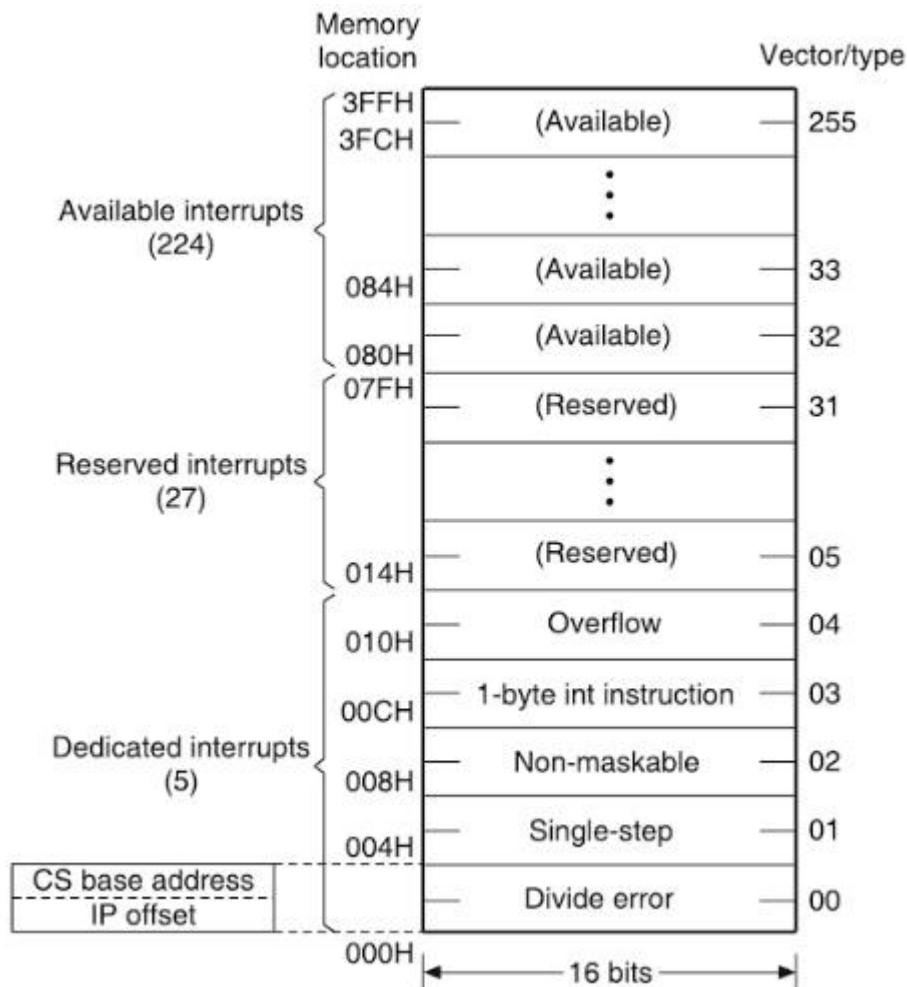 Memory
location
Vector/type
3FFH
(Available)
255
3FCH
Available interrupts
(224)
(Available)
33
084H
(Available)
32
080H
07FH
(Reserved)
31
Reserved interrupts
(27)
(Reserved)
05
014H
Overflow
04
010H
1-byte int instruction
03
00CH
Dedicated interrupts
(5)
Non-maskable
02
008H
Single-step
01
004H
CS base address
IP offset
Divide error
00
000H
16 bits